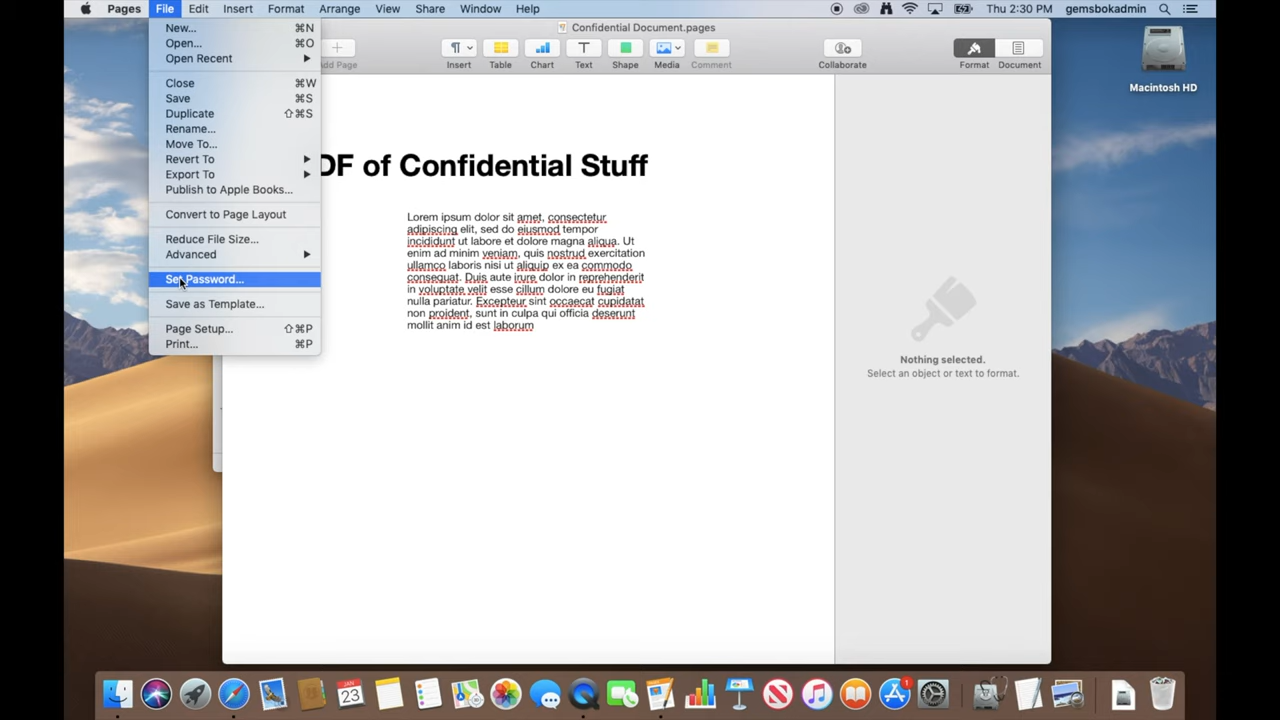 Pages File Edit Insert Format Arrange View Share Window Help Thu 2:30 PM gemsbokadmin
Confidential Document.pages
New... ⌘N
Open... ⌘O
Open Recent
Close ⌘W
Save ⌘S
Duplicate ⇧⌘S
Rename...
Move To...
Revert To
Export To
Publish to Apple Books...
Convert to Page Layout
Reduce File Size...
Advanced
Set Password...
Save as Template...
Page Setup... ⇧⌘P
Print... ⌘P
dd Page Insert Table Chart Text Shape Media Comment Collaborate Format Document
DF of Confidential Stuff
Lorem ipsum dolor sit amet, consectetur
adipiscing elit, sed do eiusmod tempor
incididunt ut labore et dolore magna aliqua. Ut
enim ad minim veniam, quis nostrud exercitation
ullamco laboris nisi ut aliquip ex ea commodo
consequat. Duis aute irure dolor in reprehenderit
in voluptate velit esse cillum dolore eu fugiat
nulla pariatur. Excepteur sint occaecat cupidatat
non proident, sunt in culpa qui officia deserunt
mollit anim id est laborum
Nothing selected.
Select an object or text to format.
Macintosh HD
JAN
23
1